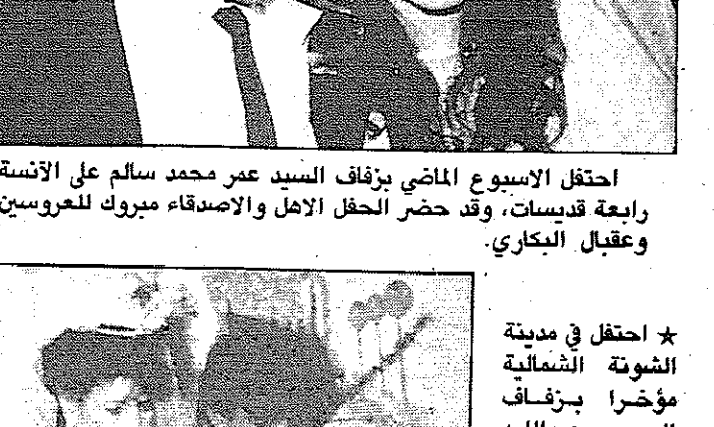 احتفل الاسبوع الماضي بزفاف السيد عمر محمد سالم على الآنسة
رابعة قديسات، وقد حضر الحفل الاهل والاصدقاء مبروك للعروسين
وعقبال البكاري.
★ احتفل في مدينة
الشونة الشمالية
مؤخرا بزفاف